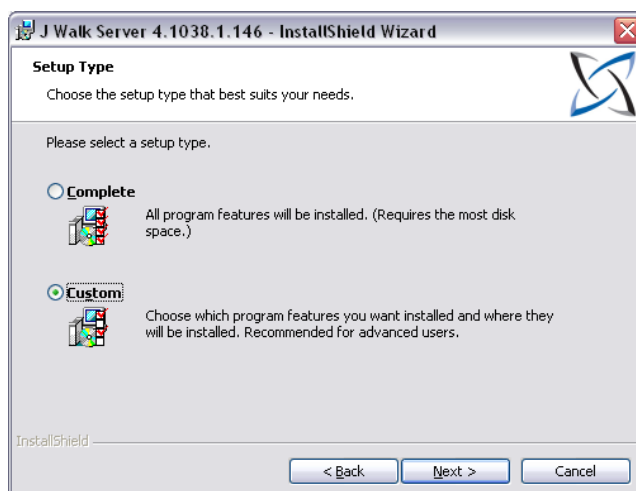 J Walk Server 4.1038.1.146 - InstallShield Wizard
Setup Type
Choose the setup type that best suits your needs.
Please select a setup type.
Complete
All program features will be installed. (Requires the most disk
space.)
Custom
Choose which program features you want installed and where they
will be installed. Recommended for advanced users.
InstallShield
< Back
Next >
Cancel